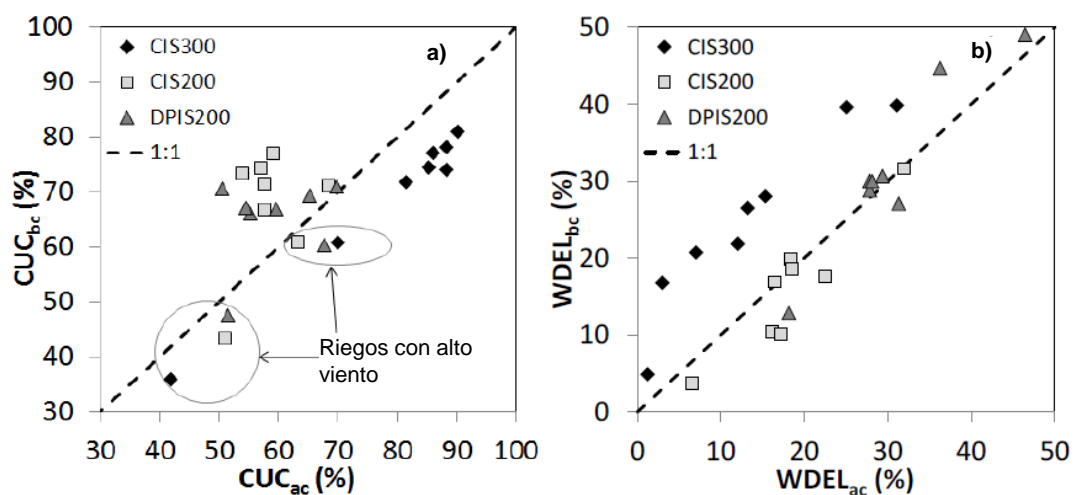 a)
CIS300
CIS200
DPIS200
1:1
100
90
80
70
60
50
40
30
CUCbc (%)
Riegos con alto
viento
30 40 50 60 70 80 90 100
CUCac (%)
b)
CIS300
CIS200
DPIS200
1:1
50
40
30
20
10
0
WDELbc (%)
0 10 20 30 40 50
WDELac (%)